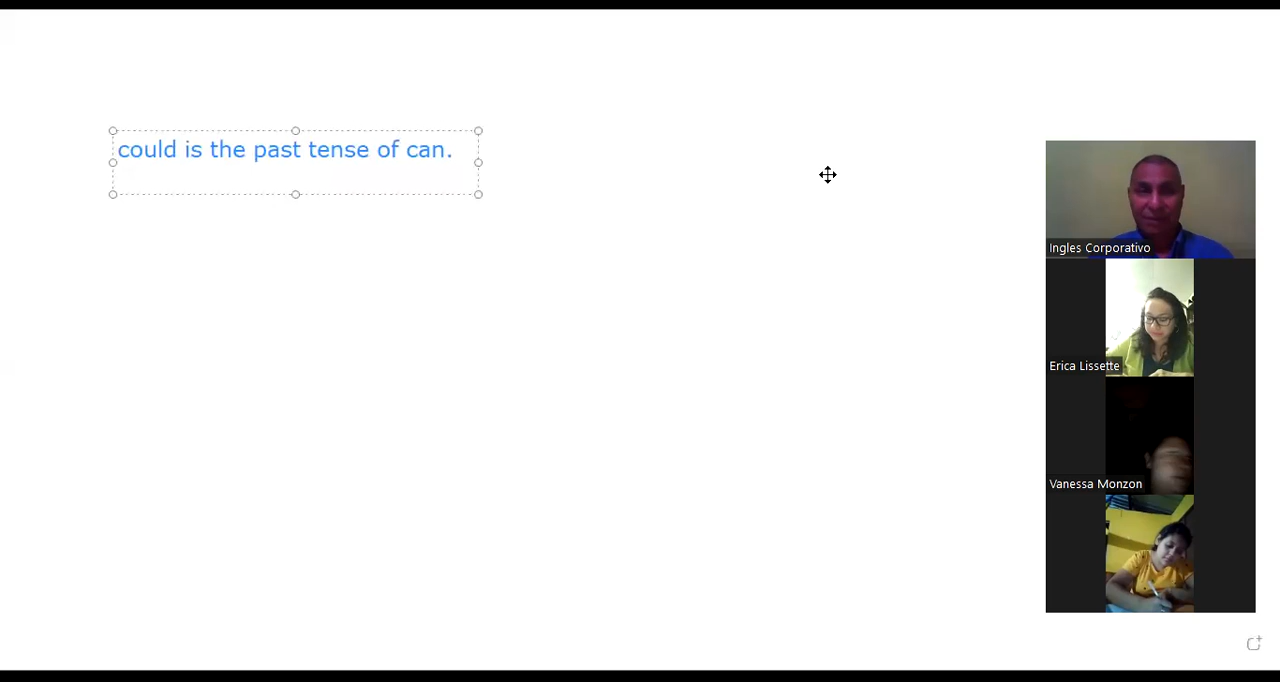 could is the past tense of can.
Ingles Corporativo
Erica Lissette
Vanessa Monzon